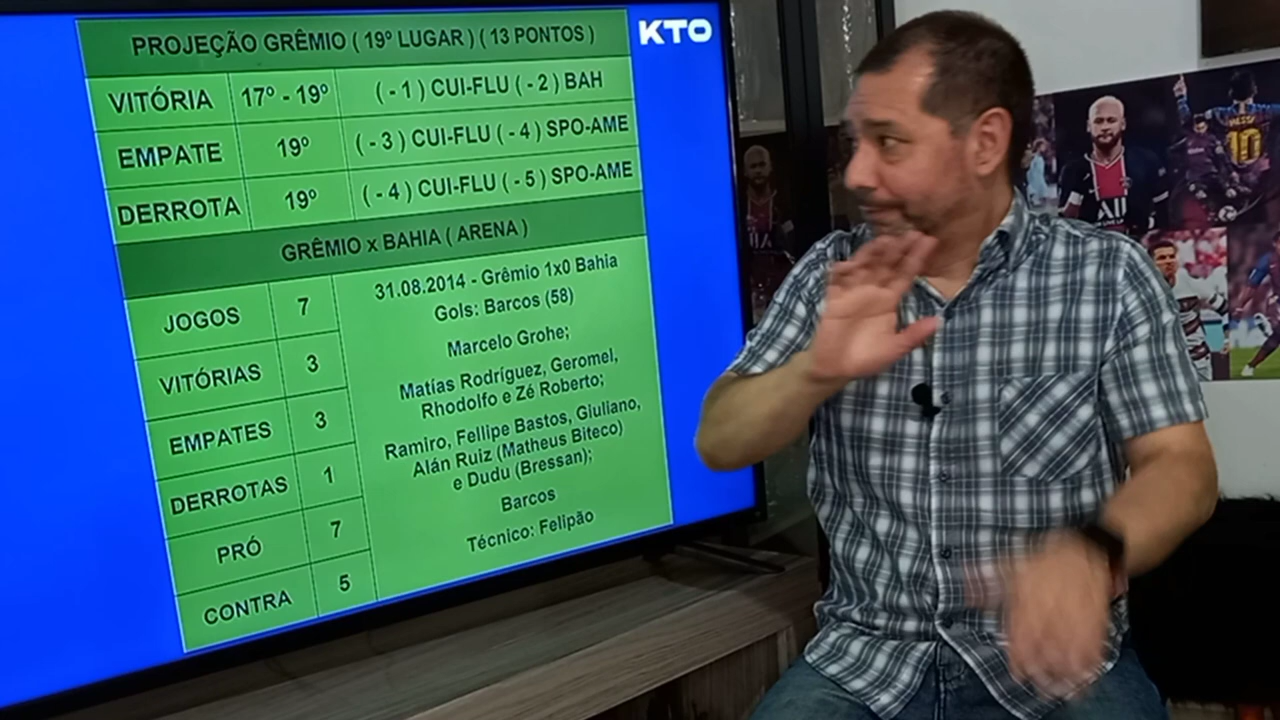 PROJEÇÃO GRÊMIO ( 19º LUGAR ) ( 13 PONTOS )
VITÓRIA 17º - 19º ( - 1 ) CUI-FLU ( - 2 ) BAH
EMPATE 19º ( - 3 ) CUI-FLU ( - 4 ) SPO-AME
DERROTA 19º ( - 4 ) CUI-FLU ( - 5 ) SPO-AME
GRÊMIO x BAHIA ( ARENA )
JOGOS 7
VITÓRIAS 3
EMPATES 3
DERROTAS 1
PRÓ 7
CONTRA 5
31.08.2014 - Grêmio 1x0 Bahia
Gols: Barcos (58)
Marcelo Grohe;
Matías Rodríguez, Geromel,
Rhodolfo e Zé Roberto;
Ramiro, Fellipe Bastos, Giuliano,
Alán Ruiz (Matheus Biteco)
e Dudu (Bressan);
Barcos
Técnico: Felipão
KTO
MESSI
10
ALL